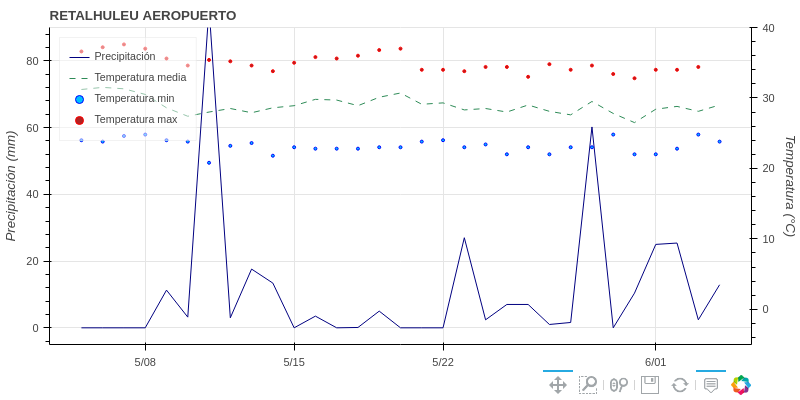 RETALHULEU AEROPUERTO
Precipitación
Temperatura media
Temperatura min
Temperatura max
Precipitación (mm)
80
60
40
20
0
Temperatura (°C)
40
30
20
10
0
5/08
5/15
5/22
6/01